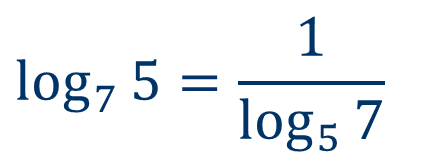 log₇ 5 = 1 / log₅ 7